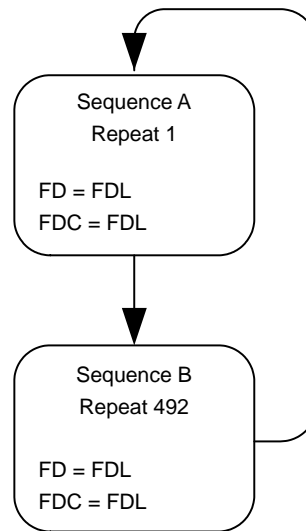 Sequence A
Repeat 1
FD = FDL
FDC = FDL
Sequence B
Repeat 492
FD = FDL
FDC = FDL